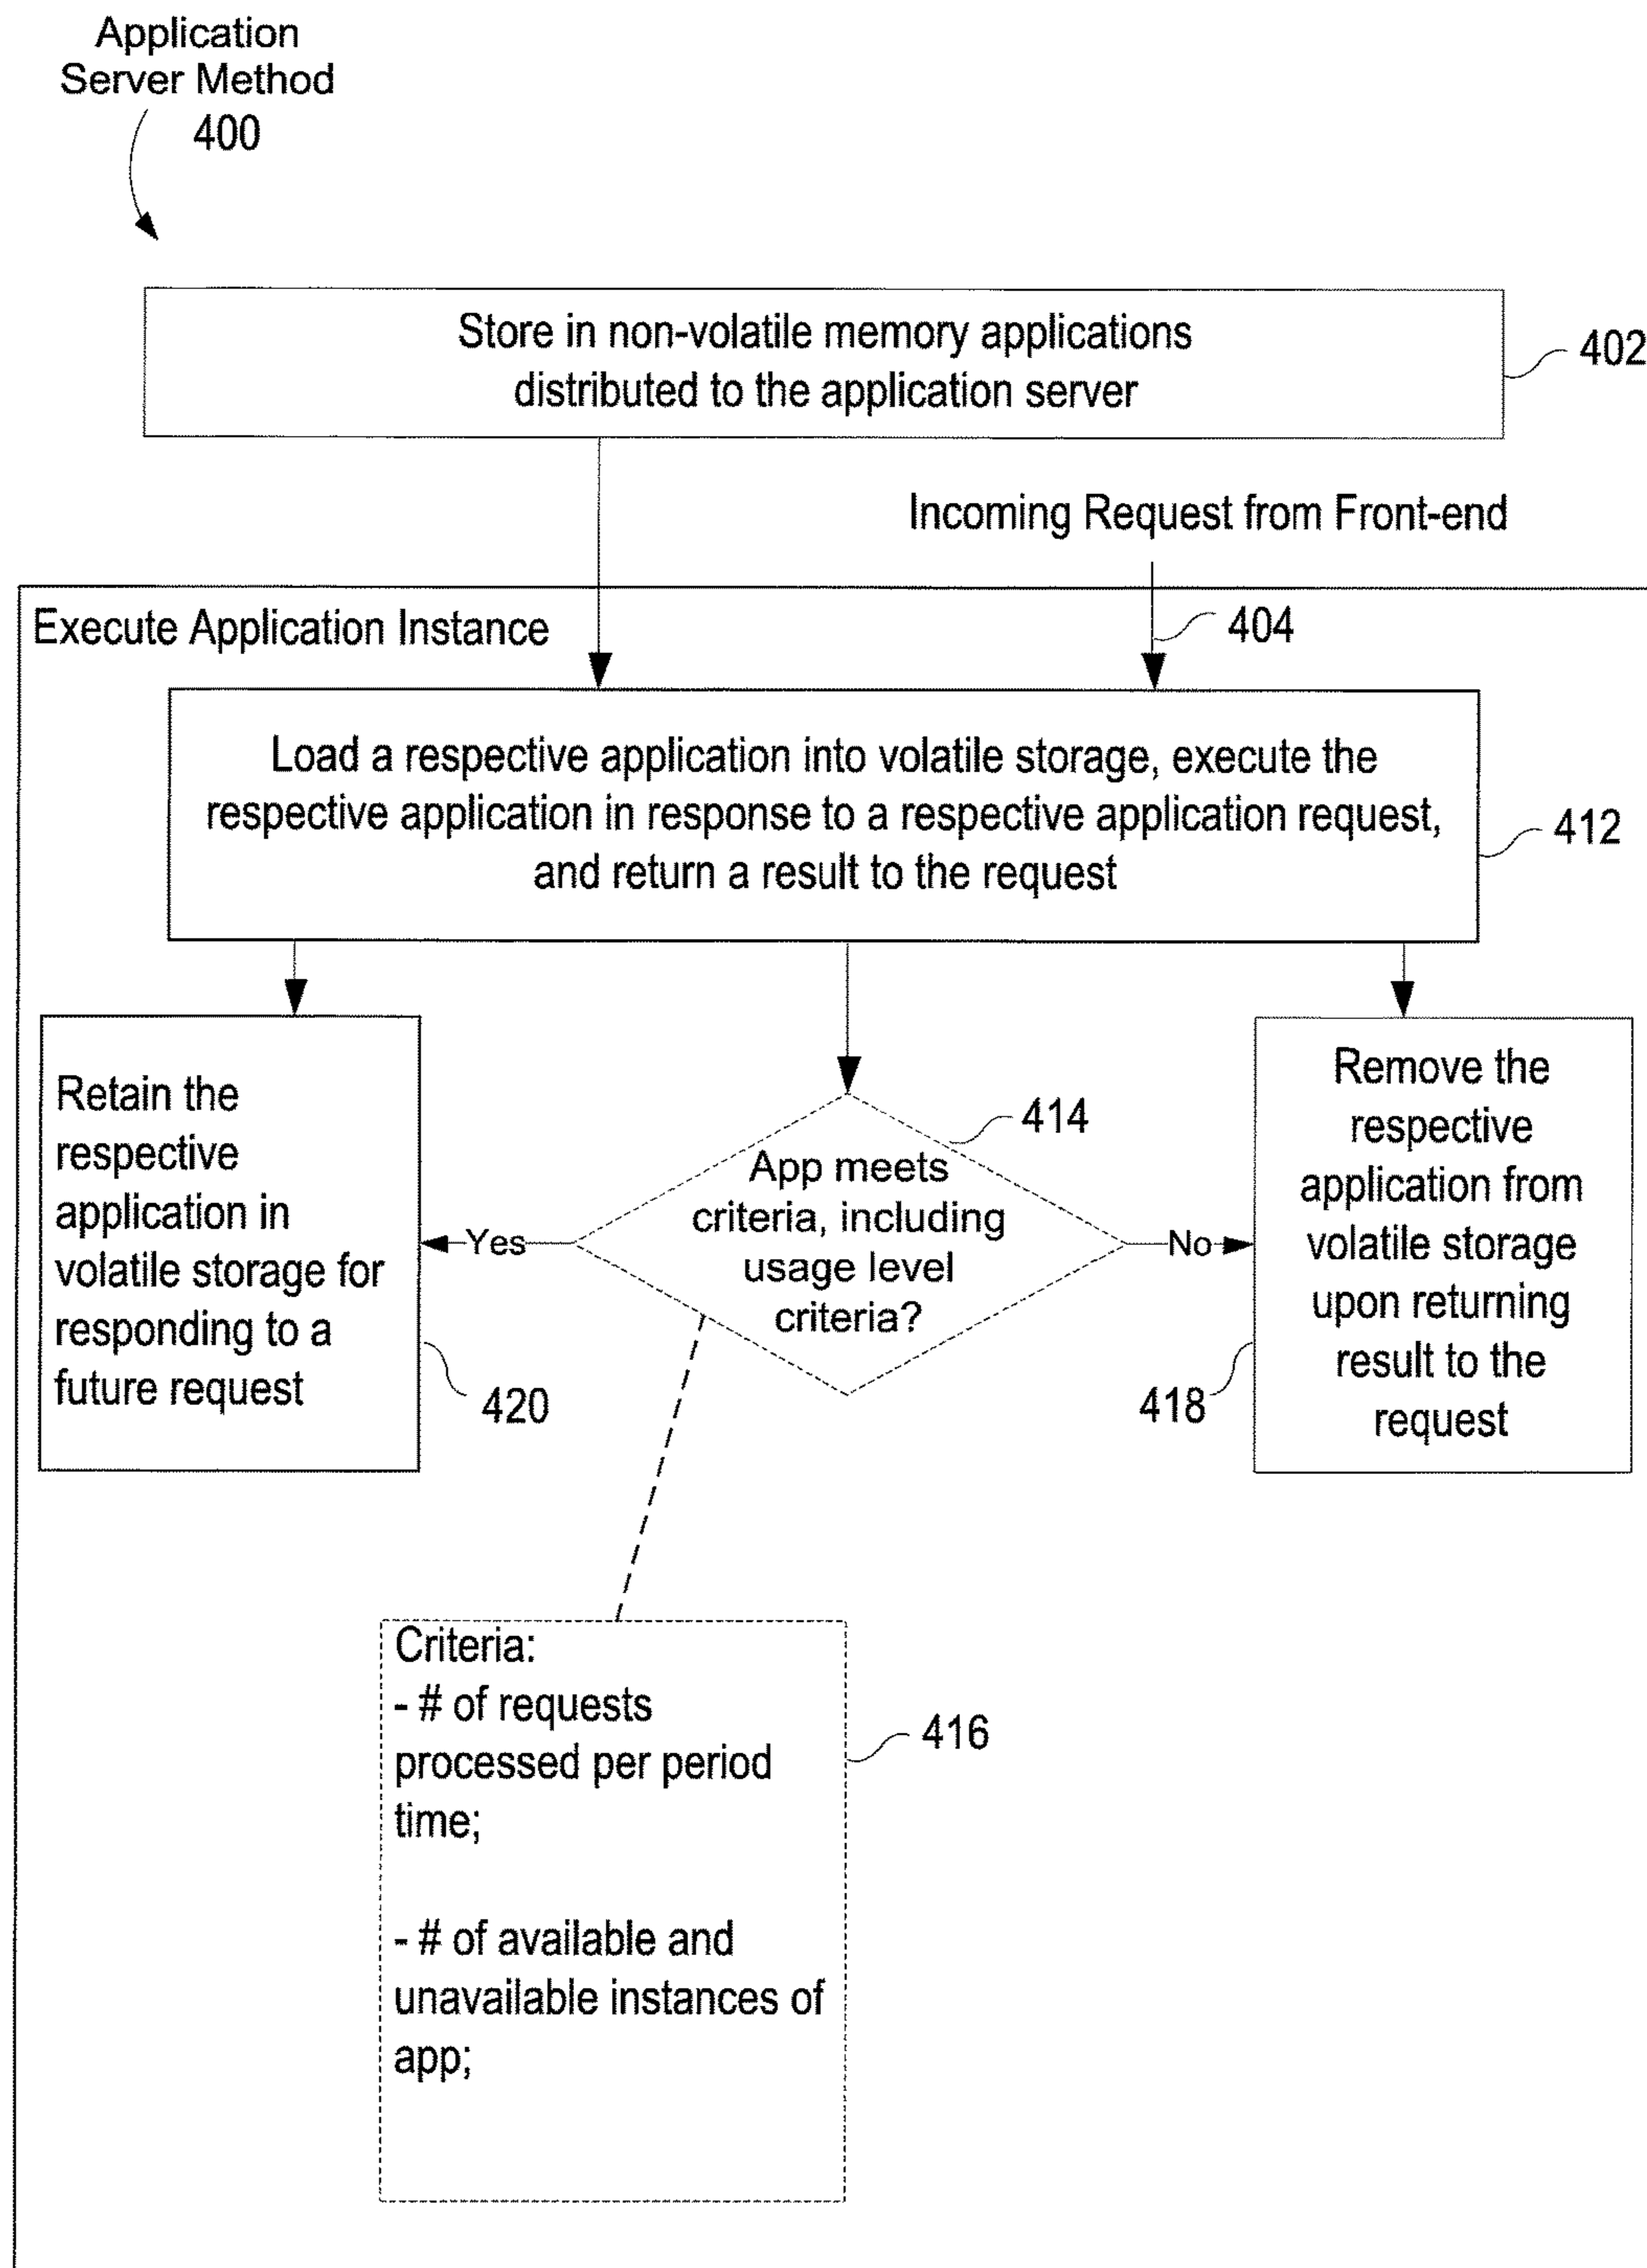 Application
Server Method
400
Store in non-volatile memory applications
distributed to the application server
402
Incoming Request from Front-end
Execute Application Instance
404
Load a respective application into volatile storage, execute the
respective application in response to a respective application request,
and return a result to the request
412
Retain the
respective
application in
volatile storage for
responding to a
future request
420
414
App meets
criteria, including
usage level
criteria?
Yes
No
Remove the
respective
application from
volatile storage
upon returning
result to the
request
418
Criteria:
- # of requests
processed per period
time;
- # of available and
unavailable instances of
app;
416